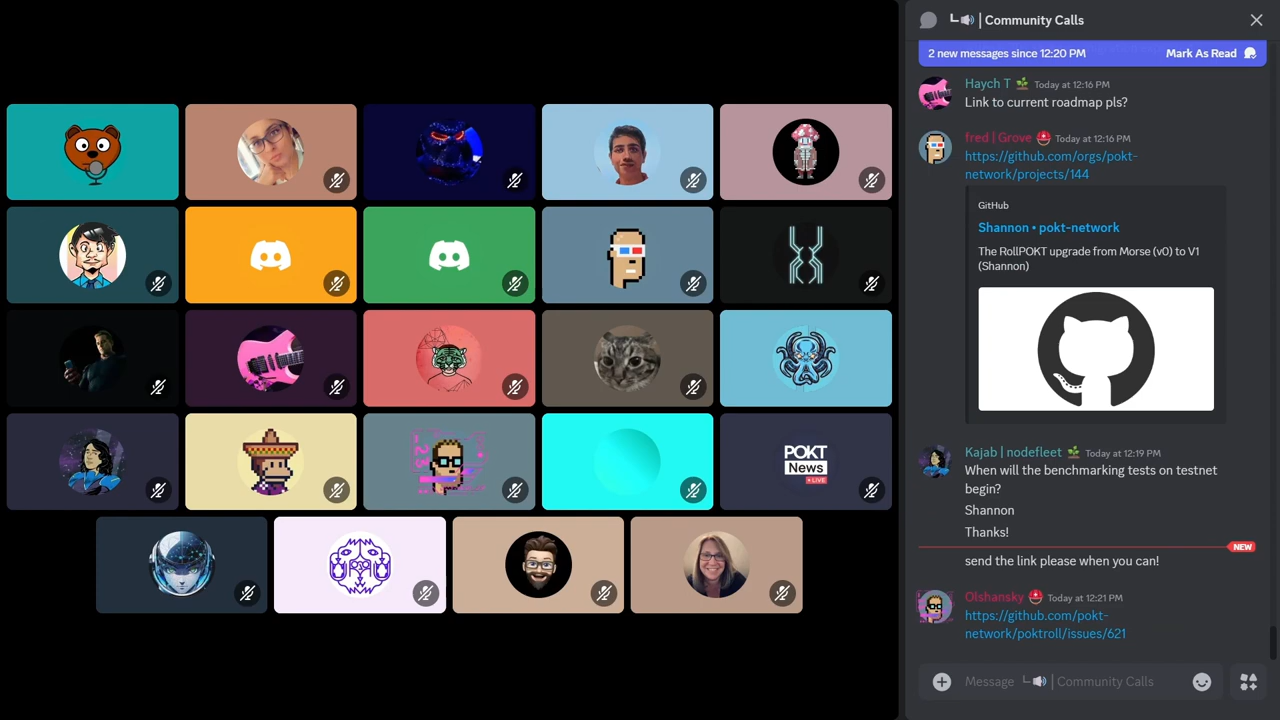 POKT
News
LIVE
Community Calls
2 new messages since 12:20 PM
Mark As Read
Haych T Today at 12:16 PM
Link to current roadmap pls?
fred | Grove Today at 12:16 PM
https://github.com/orgs/pokt-
network/projects/144
GitHub
Shannon • pokt-network
The RollPOKT upgrade from Morse (v0) to V1
(Shannon)
Kajab | nodefleet Today at 12:19 PM
When will the benchmarking tests on testnet
begin?
Shannon
Thanks!
NEW
send the link please when you can!
Olshansky Today at 12:21 PM
https://github.com/pokt-
network/poktroll/issues/621
Message Community Calls